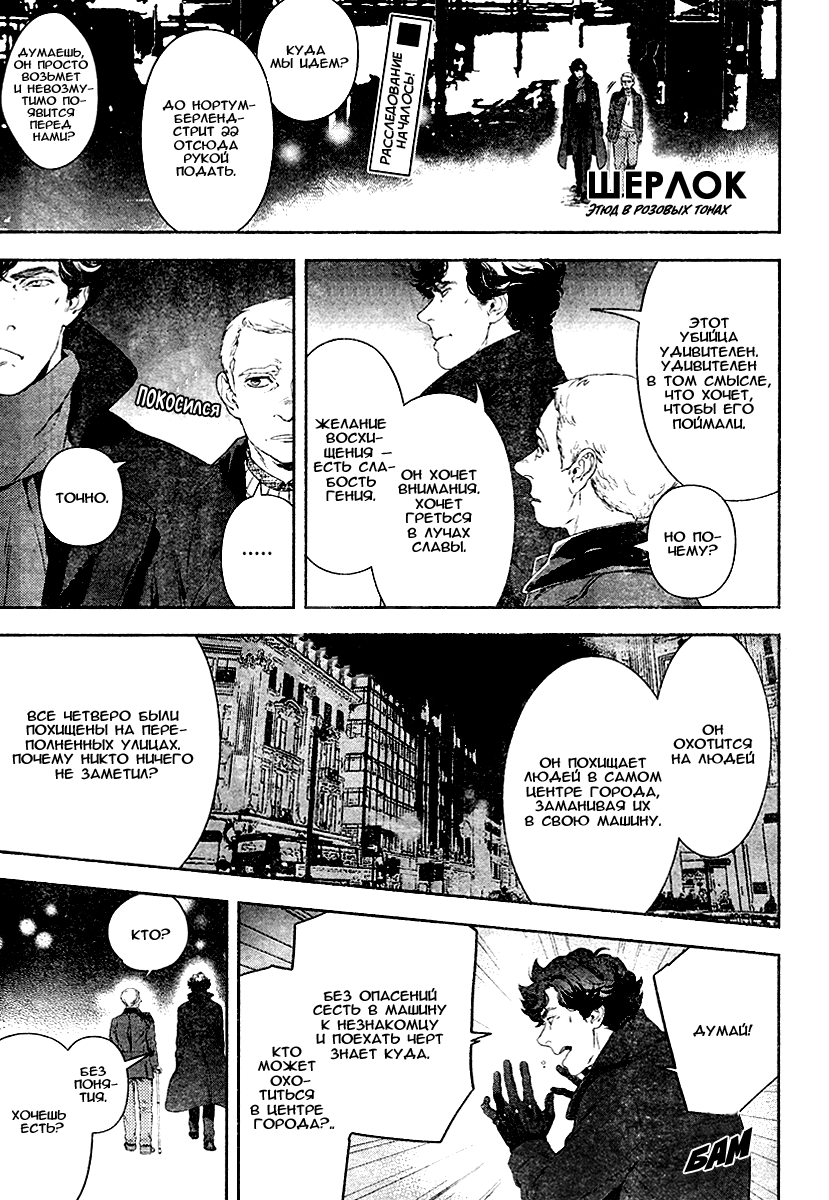 КУДА
МЫ ИДЕМ?
РАССЛЕДОВАНИЕ
НАЧАЛОСЬ!
ДО НОРТУМ-
БЕРЛЕНД-
СТРИТ 22
ОТСЮДА
РУКОЙ
ПОДАТЬ.
ДУМАЕШЬ,
ОН ПРОСТО
ВОЗЬМЕТ
И НЕВОЗМУ-
ТИМО ПО-
ЯВИТСЯ
ПЕРЕД
НАМИ?
ШЕРЛОК
ЭТЮД В РОЗОВЫХ ТОНАХ
ЭТОТ
УБИЙЦА
УДИВИТЕЛЕН.
УДИВИТЕЛЕН
В ТОМ СМЫСЛЕ,
ЧТО ХОЧЕТ,
ЧТОБЫ ЕГО
ПОЙМАЛИ.
НО ПО-
ЧЕМУ?
ОН ХОЧЕТ
ВНИМАНИЯ.
ХОЧЕТ
ГРЕТЬСЯ
В ЛУЧАХ
СЛАВЫ.
ЖЕЛАНИЕ
ВОСХИ-
ЩЕНИЯ –
ЕСТЬ СЛА-
БОСТЬ
ГЕНИЯ.
ПОКОСИЛСЯ
.....
ТОЧНО.
ОН
ОХОТИТСЯ
НА ЛЮДЕЙ
ОН ПОХИЩАЕТ
ЛЮДЕЙ В САМОМ
ЦЕНТРЕ ГОРОДА,
ЗАМАНИВАЯ ИХ
В СВОЮ МАШИНУ.
ВСЕ ЧЕТВЕРО БЫЛИ
ПОХИЩЕНЫ НА ПЕРЕ-
ПОЛНЕННЫХ УЛИЦАХ.
ПОЧЕМУ НИКТО НИЧЕГО
НЕ ЗАМЕТИЛ?
ДУМАЙ!
БАМ
БЕЗ ОПАСЕНИЙ
СЕСТЬ В МАШИНУ
К НЕЗНАКОМЦУ
И ПОЕХАТЬ ЧЕРТ
ЗНАЕТ КУДА.
КТО
МОЖЕТ
ОХО-
ТИТЬСЯ
В ЦЕНТРЕ
ГОРОДА?..
КТО?
БЕЗ
ПОНЯ-
ТИЯ.
ХОЧЕШЬ
ЕСТЬ?